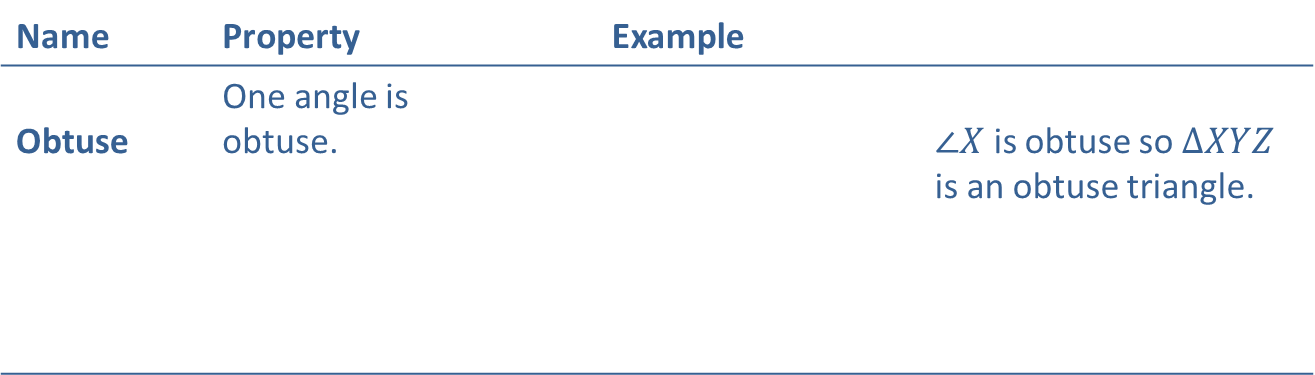 Name Property Example
One angle is
Obtuse obtuse. ∠X is obtuse so ΔXYZ
is an obtuse triangle.